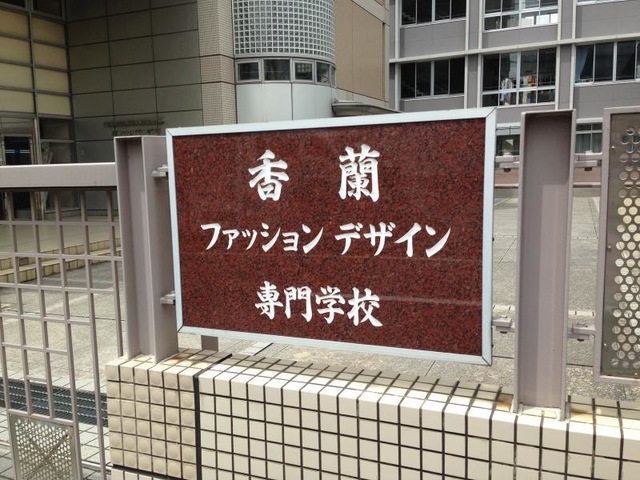 香蘭
ファッションデザイン
専門学校